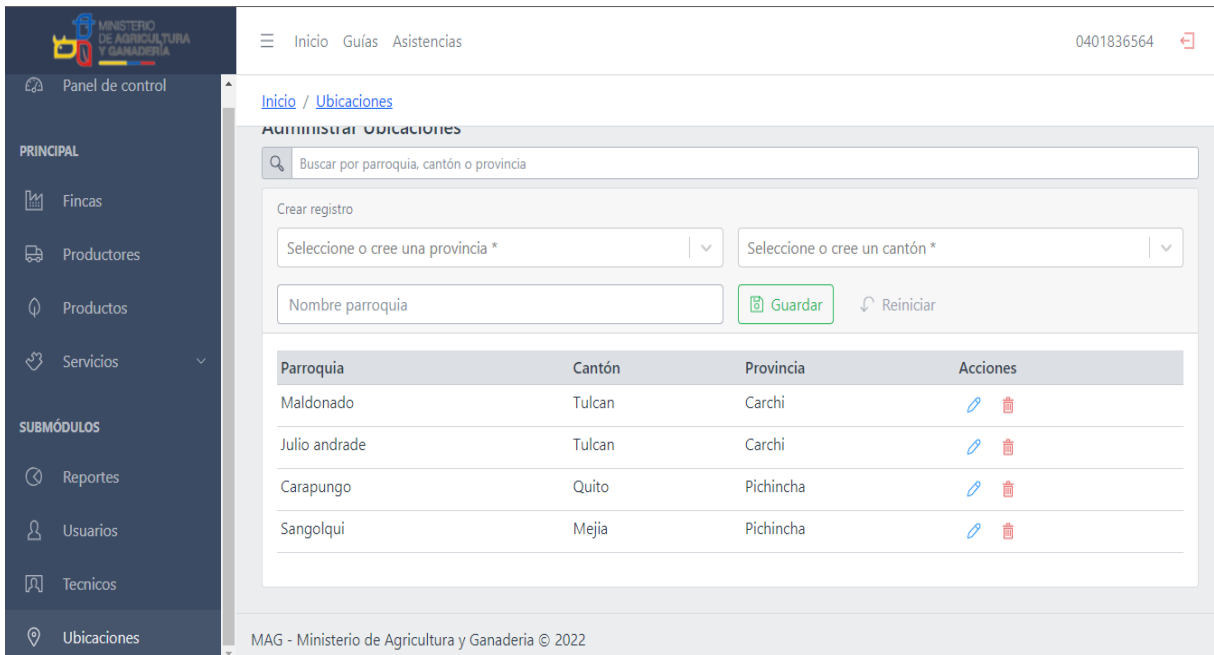 MINISTERIO
DE AGRICULTURA
Y GANADERÍA
Panel de control
PRINCIPAL
Fincas
Productores
Productos
Servicios
SUBMÓDULOS
Reportes
Usuarios
Tecnicos
Ubicaciones
Inicio Guías Asistencias 0401836564
Inicio / Ubicaciones
Administrar Ubicaciones
Buscar por parroquia, cantón o provincia
Crear registro
Seleccione o cree una provincia * Seleccione o cree un cantón *
Nombre parroquia Guardar Reiniciar
Parroquia Cantón Provincia Acciones
Maldonado Tulcan Carchi
Julio andrade Tulcan Carchi
Carapungo Quito Pichincha
Sangolqui Mejia Pichincha
MAG - Ministerio de Agricultura y Ganaderia © 2022